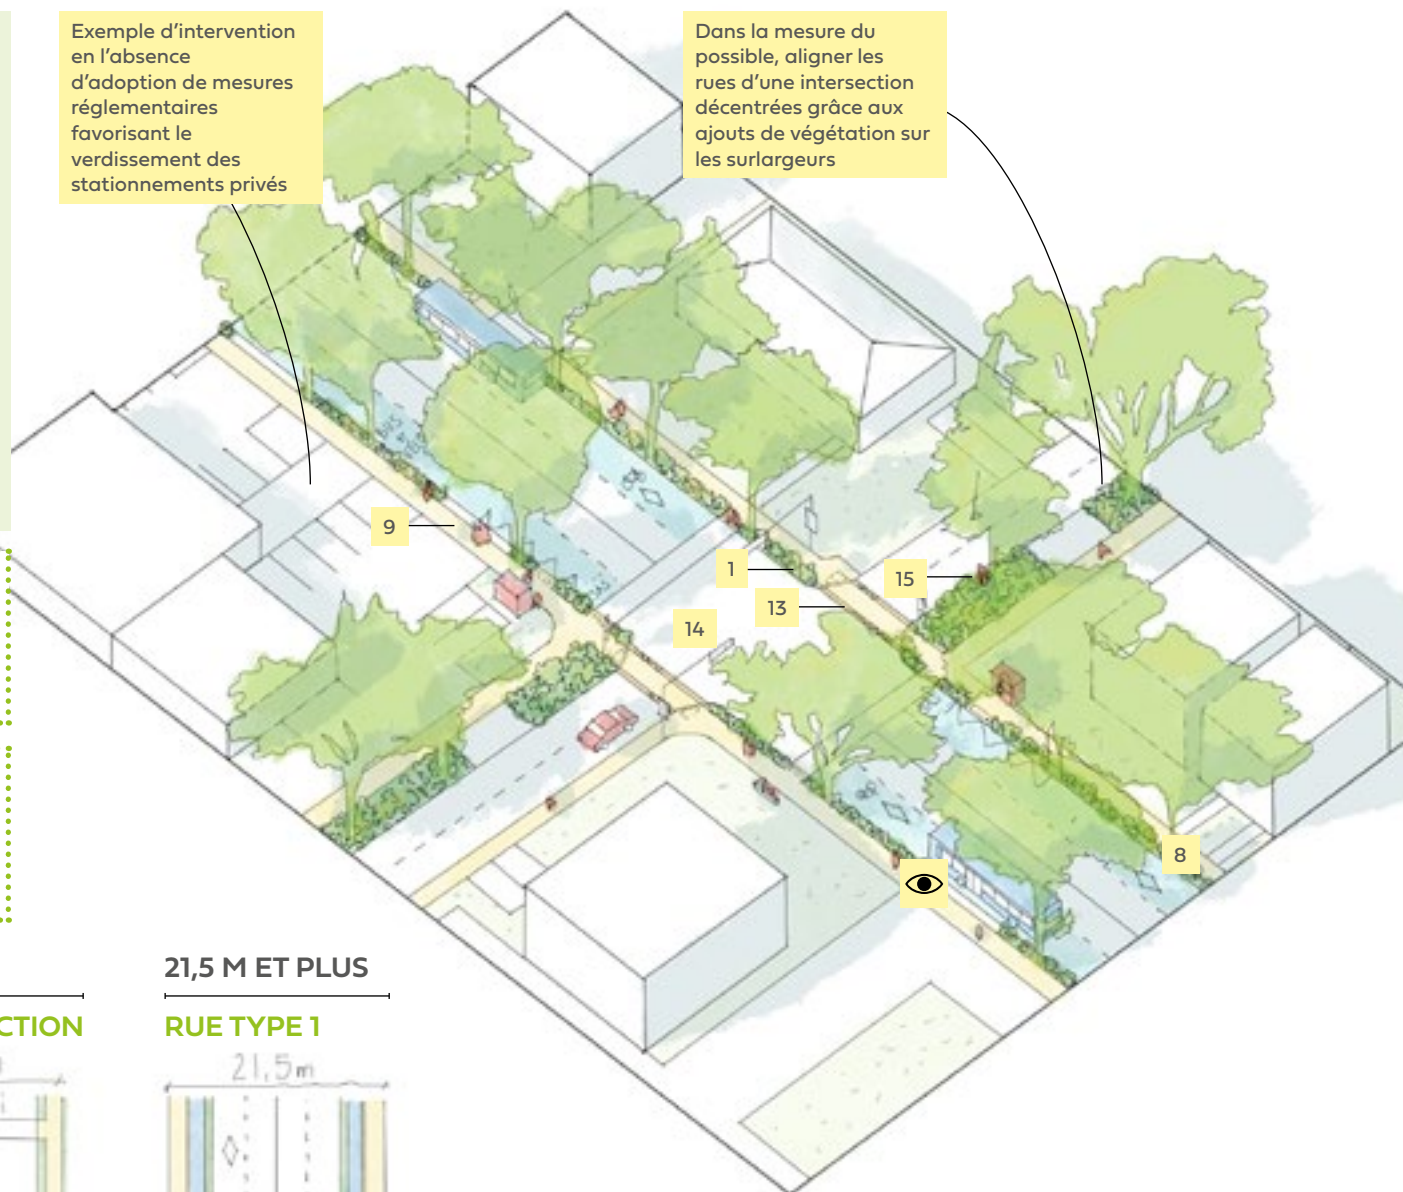 Exemple d’intervention
en l’absence
d’adoption de mesures
réglementaires
favorisant le
verdissement des
stationnements privés
Dans la mesure du
possible, aligner les
rues d’une intersection
décentrées grâce aux
ajouts de végétation sur
les surlargeurs
9
1
15
13
14
8
21,5 M ET PLUS
CTION
RUE TYPE 1
21,5m